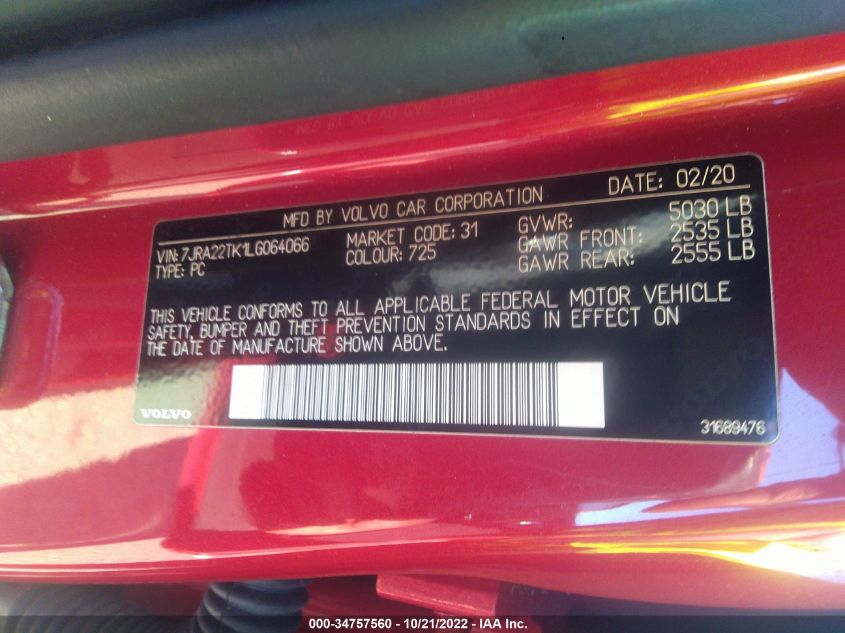 MFD BY VOLVO CAR CORPORATION DATE: 02/20
VIN: 7JRA22TK1LG064066 MARKET CODE: 31 GVWR: 5030 LB
TYPE: PC COLOUR: 725 GAWR FRONT: 2535 LB
GAWR REAR: 2555 LB
THIS VEHICLE CONFORMS TO ALL APPLICABLE FEDERAL MOTOR VEHICLE
SAFETY, BUMPER AND THEFT PREVENTION STANDARDS IN EFFECT ON
THE DATE OF MANUFACTURE SHOWN ABOVE.
VOLVO
31689476
000-34757560 - 10/21/2022 - IAA Inc.